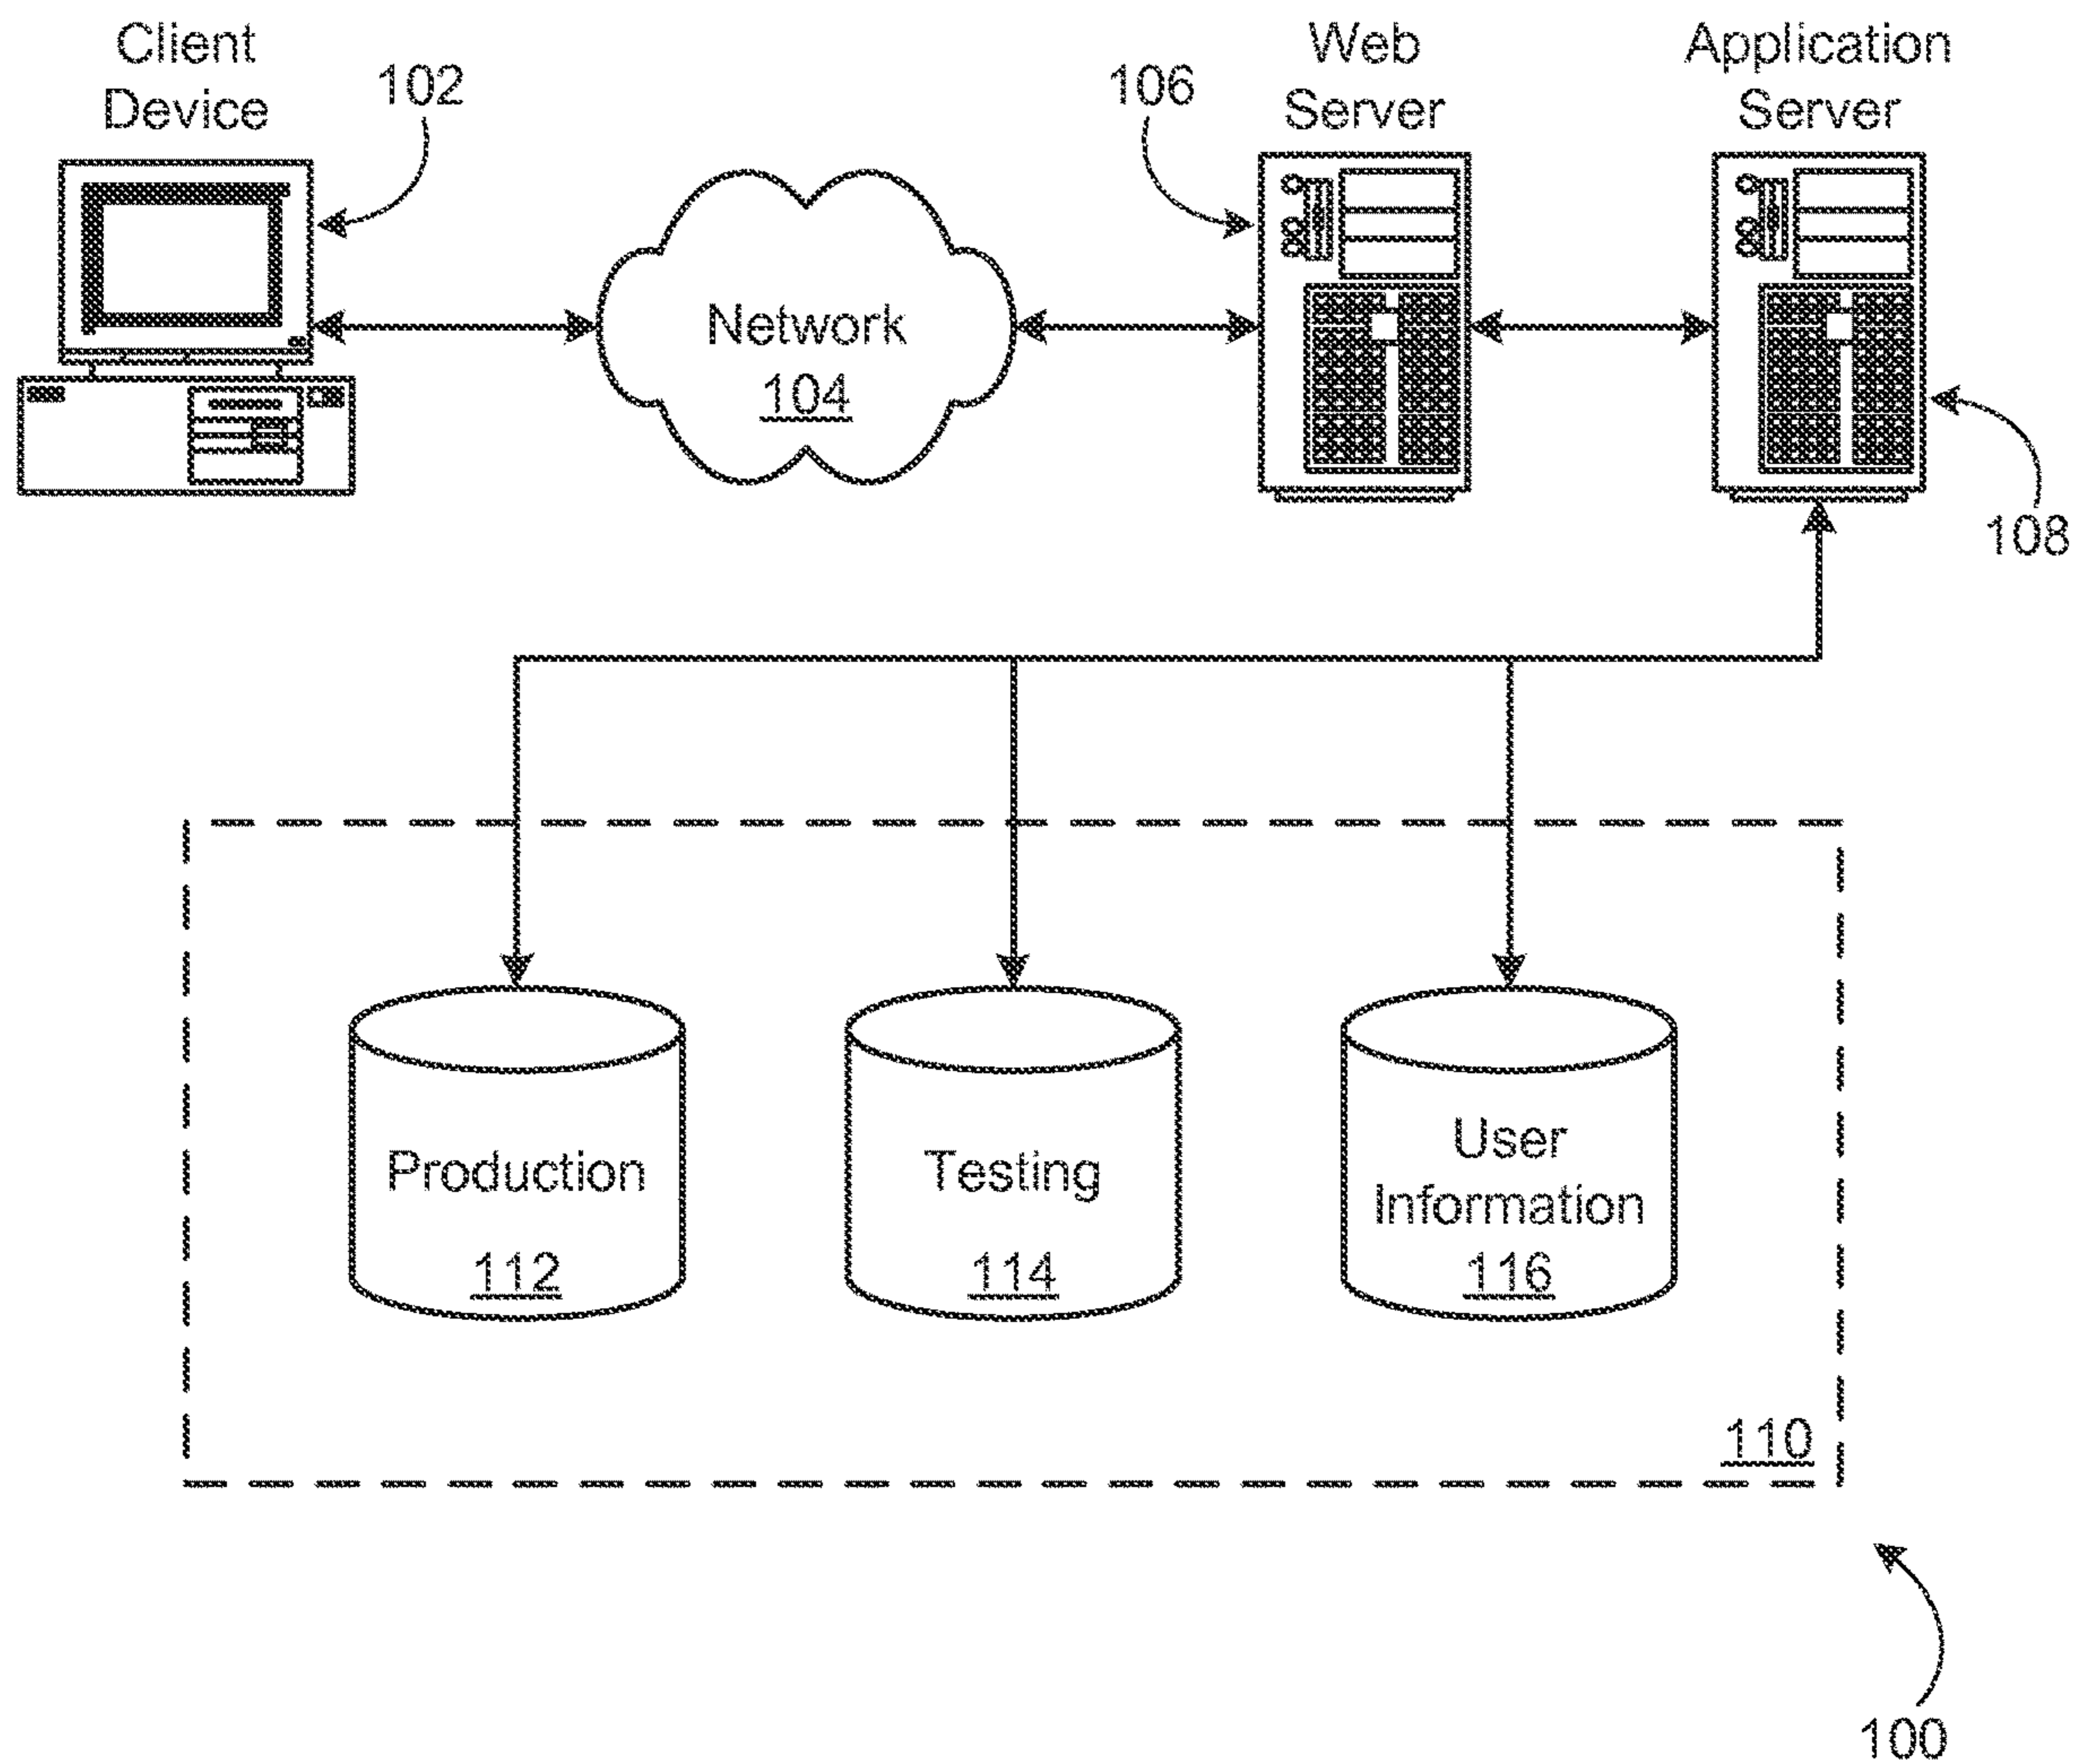 Client
Device
102
106
Web
Server
Application
Server
Network
104
108
Production
112
Testing
114
User
Information
116
110
100